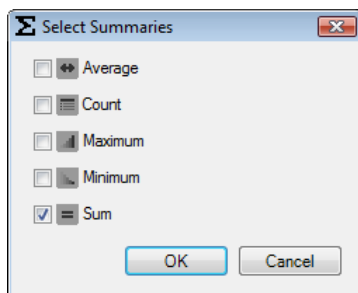 Σ Select Summaries
Average
Count
Maximum
Minimum
Sum
OK Cancel